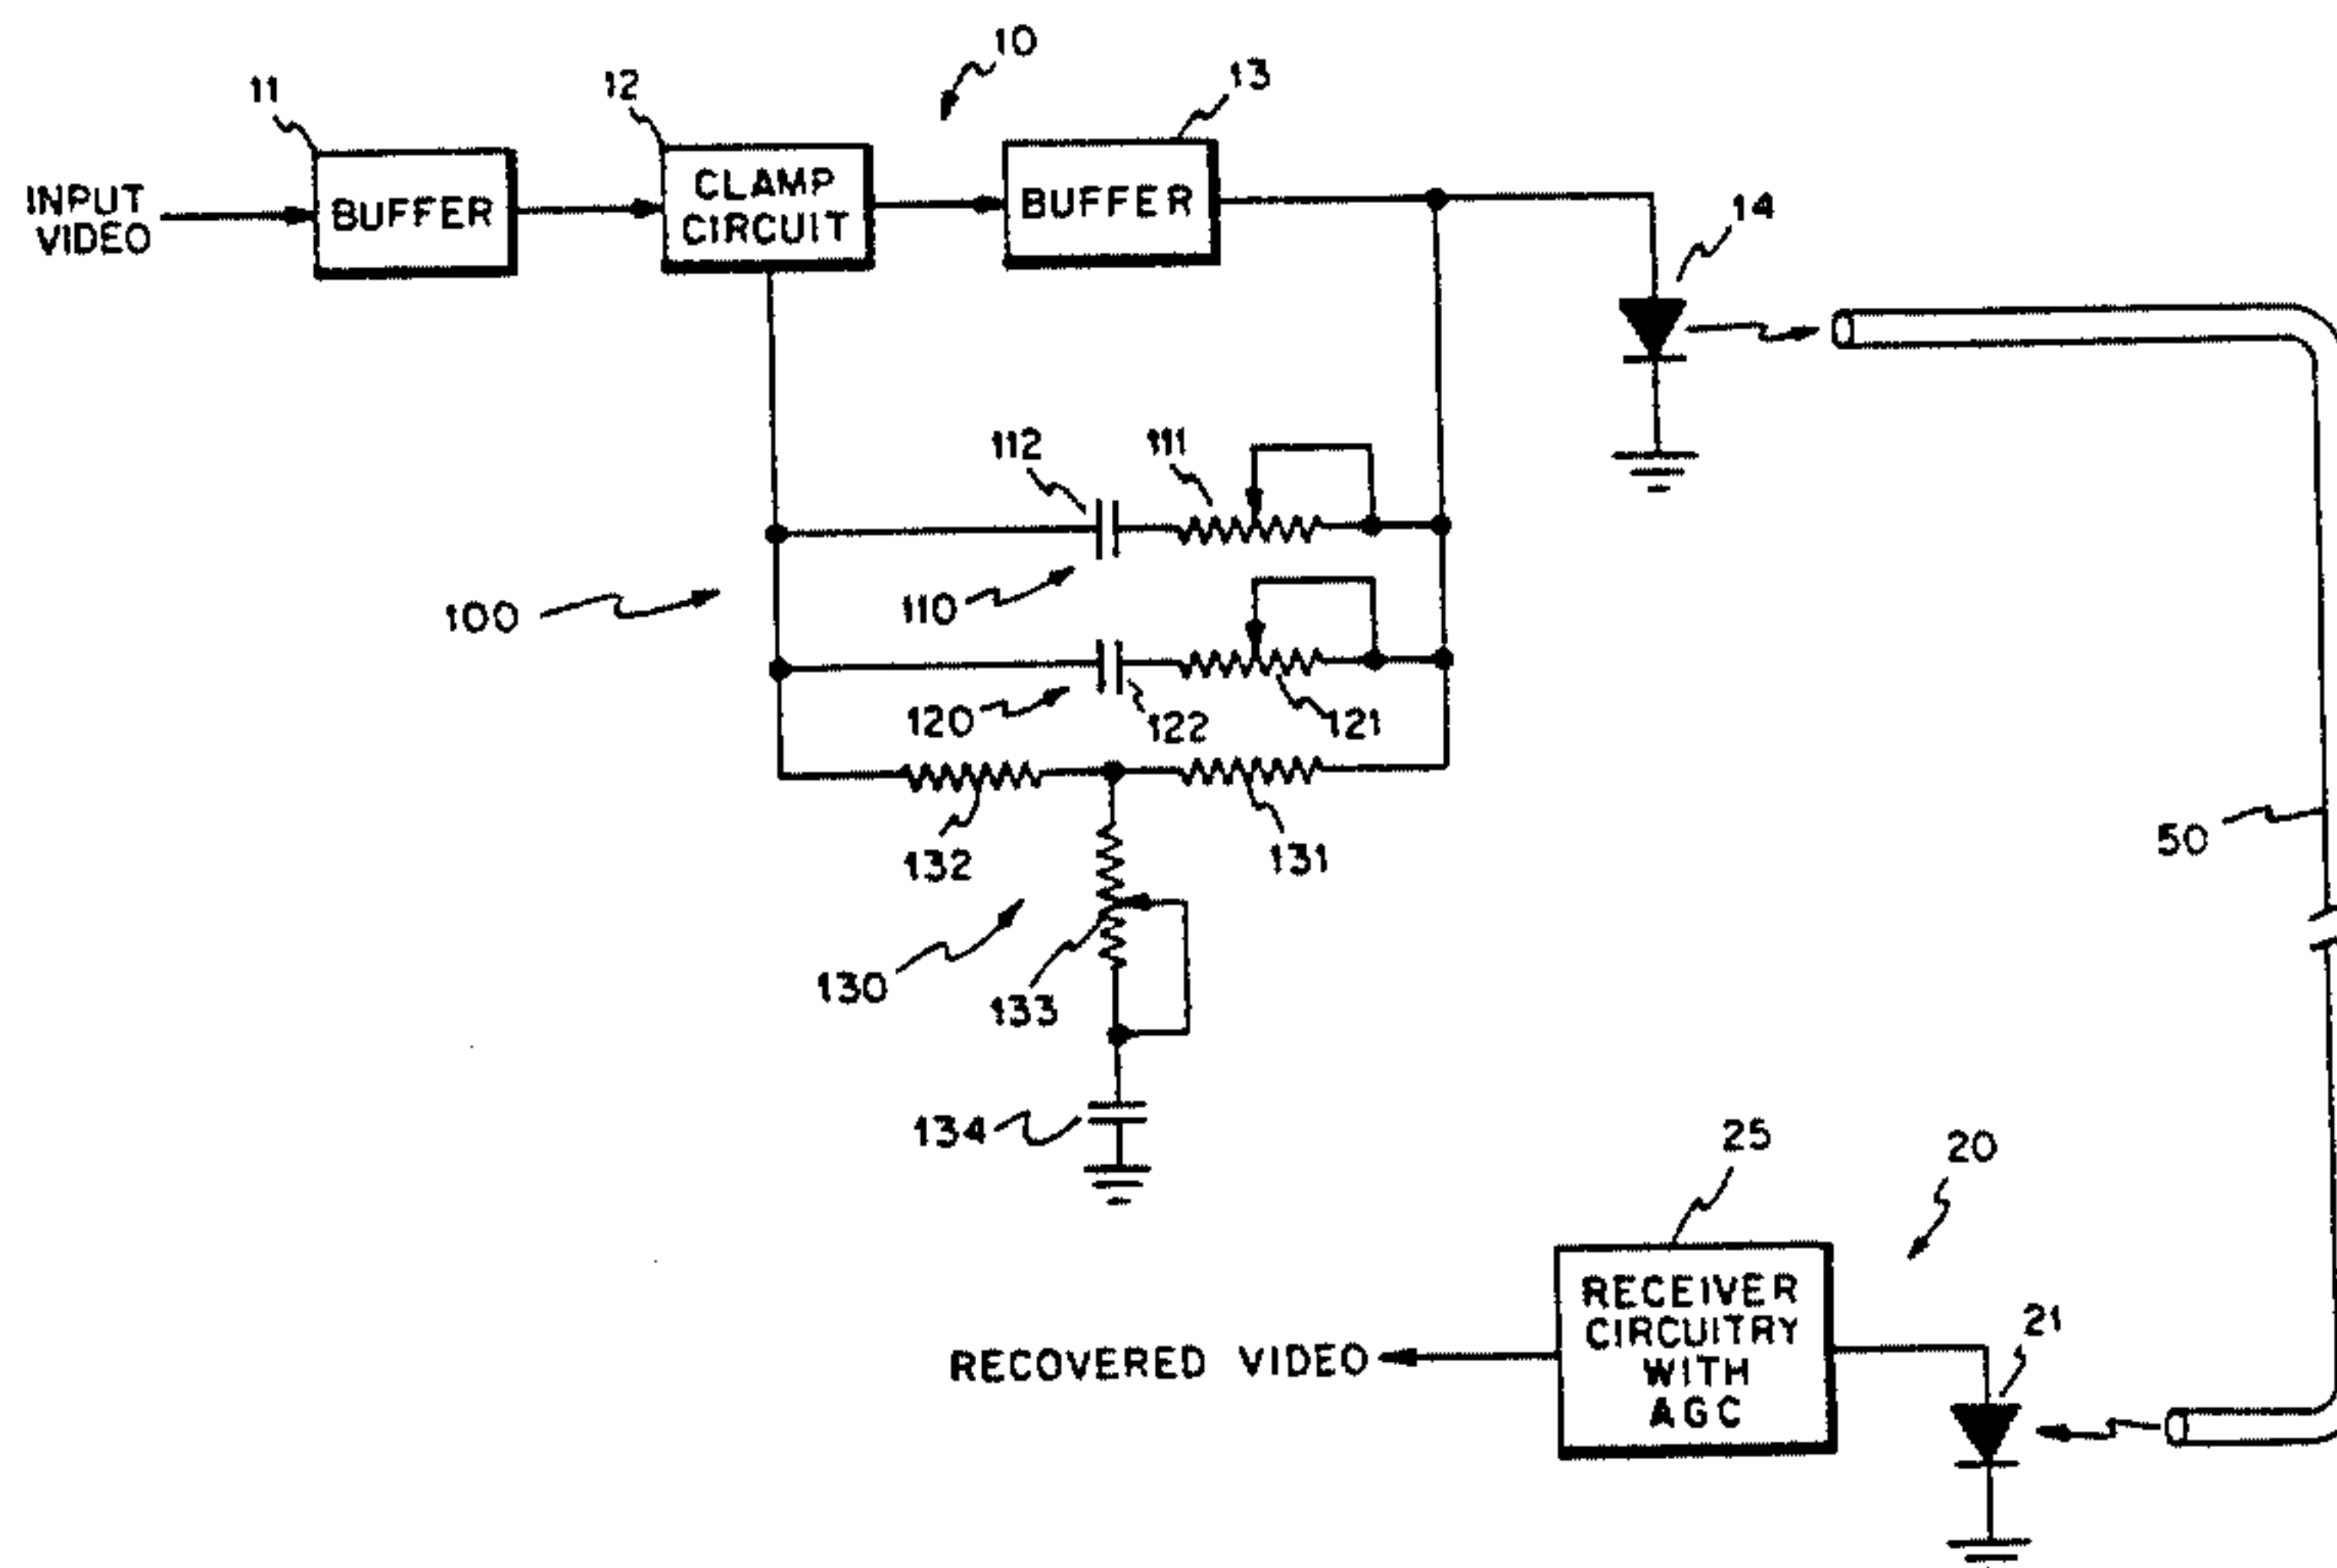 10
11
12
13
INPUT
VIDEO
BUFFER
CLAMP
CIRCUIT
BUFFER
14
112
111
100
110
120
122
121
132
131
50
130
133
134
25
20
RECEIVER
CIRCUITRY
WITH
AGC
21
RECOVERED VIDEO